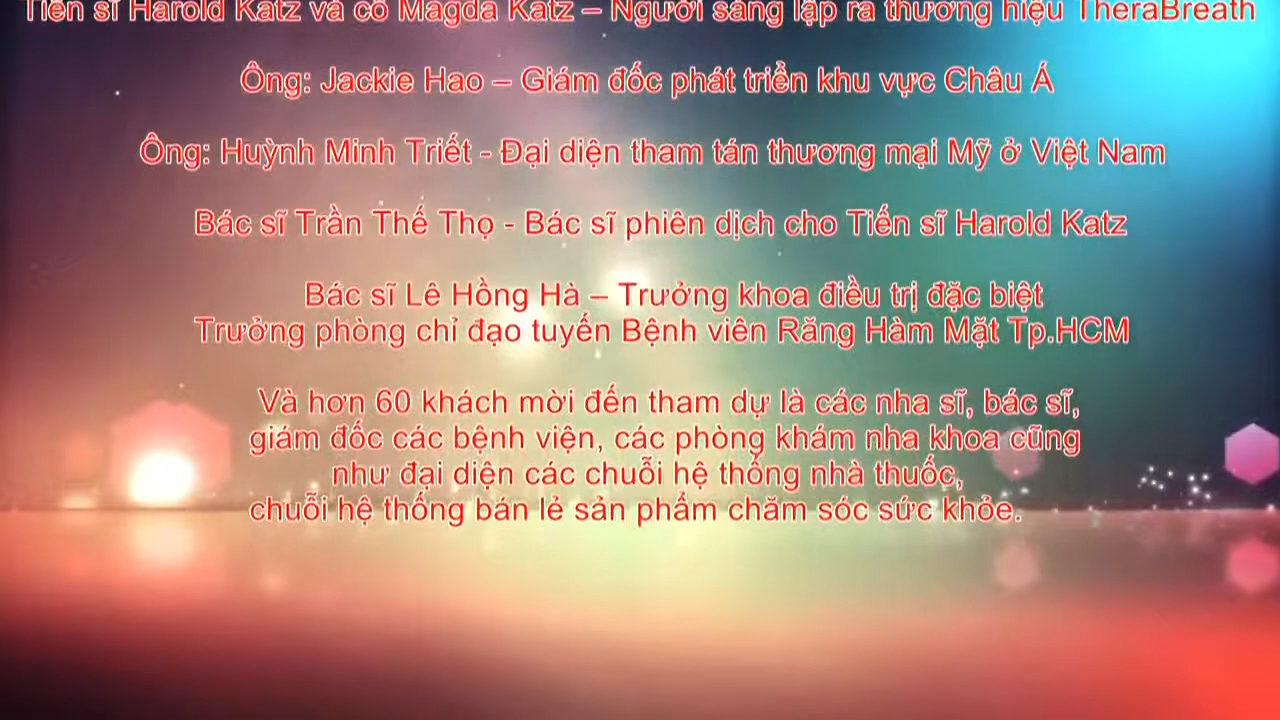 Tiến sĩ Harold Katz và cô Magda Katz – Người sáng lập ra thương hiệu TheraBreath
Ông: Jackie Hao – Giám đốc phát triển khu vực Châu Á
Ông: Huỳnh Minh Triết - Đại diện tham tán thương mại Mỹ ở Việt Nam
Bác sĩ Trần Thế Thọ - Bác sĩ phiên dịch cho Tiến sĩ Harold Katz
Bác sĩ Lê Hồng Hà – Trưởng khoa điều trị đặc biệt
Trưởng phòng chỉ đạo tuyến Bệnh viên Răng Hàm Mặt Tp.HCM
Và hơn 60 khách mời đến tham dự là các nha sĩ, bác sĩ,
giám đốc các bệnh viện, các phòng khám nha khoa cũng
như đại diện các chuỗi hệ thống nhà thuốc,
chuỗi hệ thống bán lẻ sản phẩm chăm sóc sức khỏe.